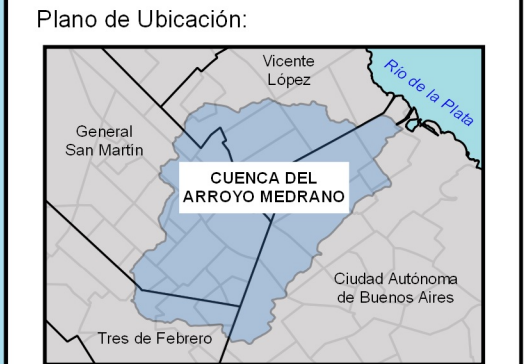 Plano de Ubicación:
Vicente
López
Río de la Plata
General
San Martín
CUENCA DEL
ARROYO MEDRANO
Ciudad Autónoma
de Buenos Aires
Tres de Febrero